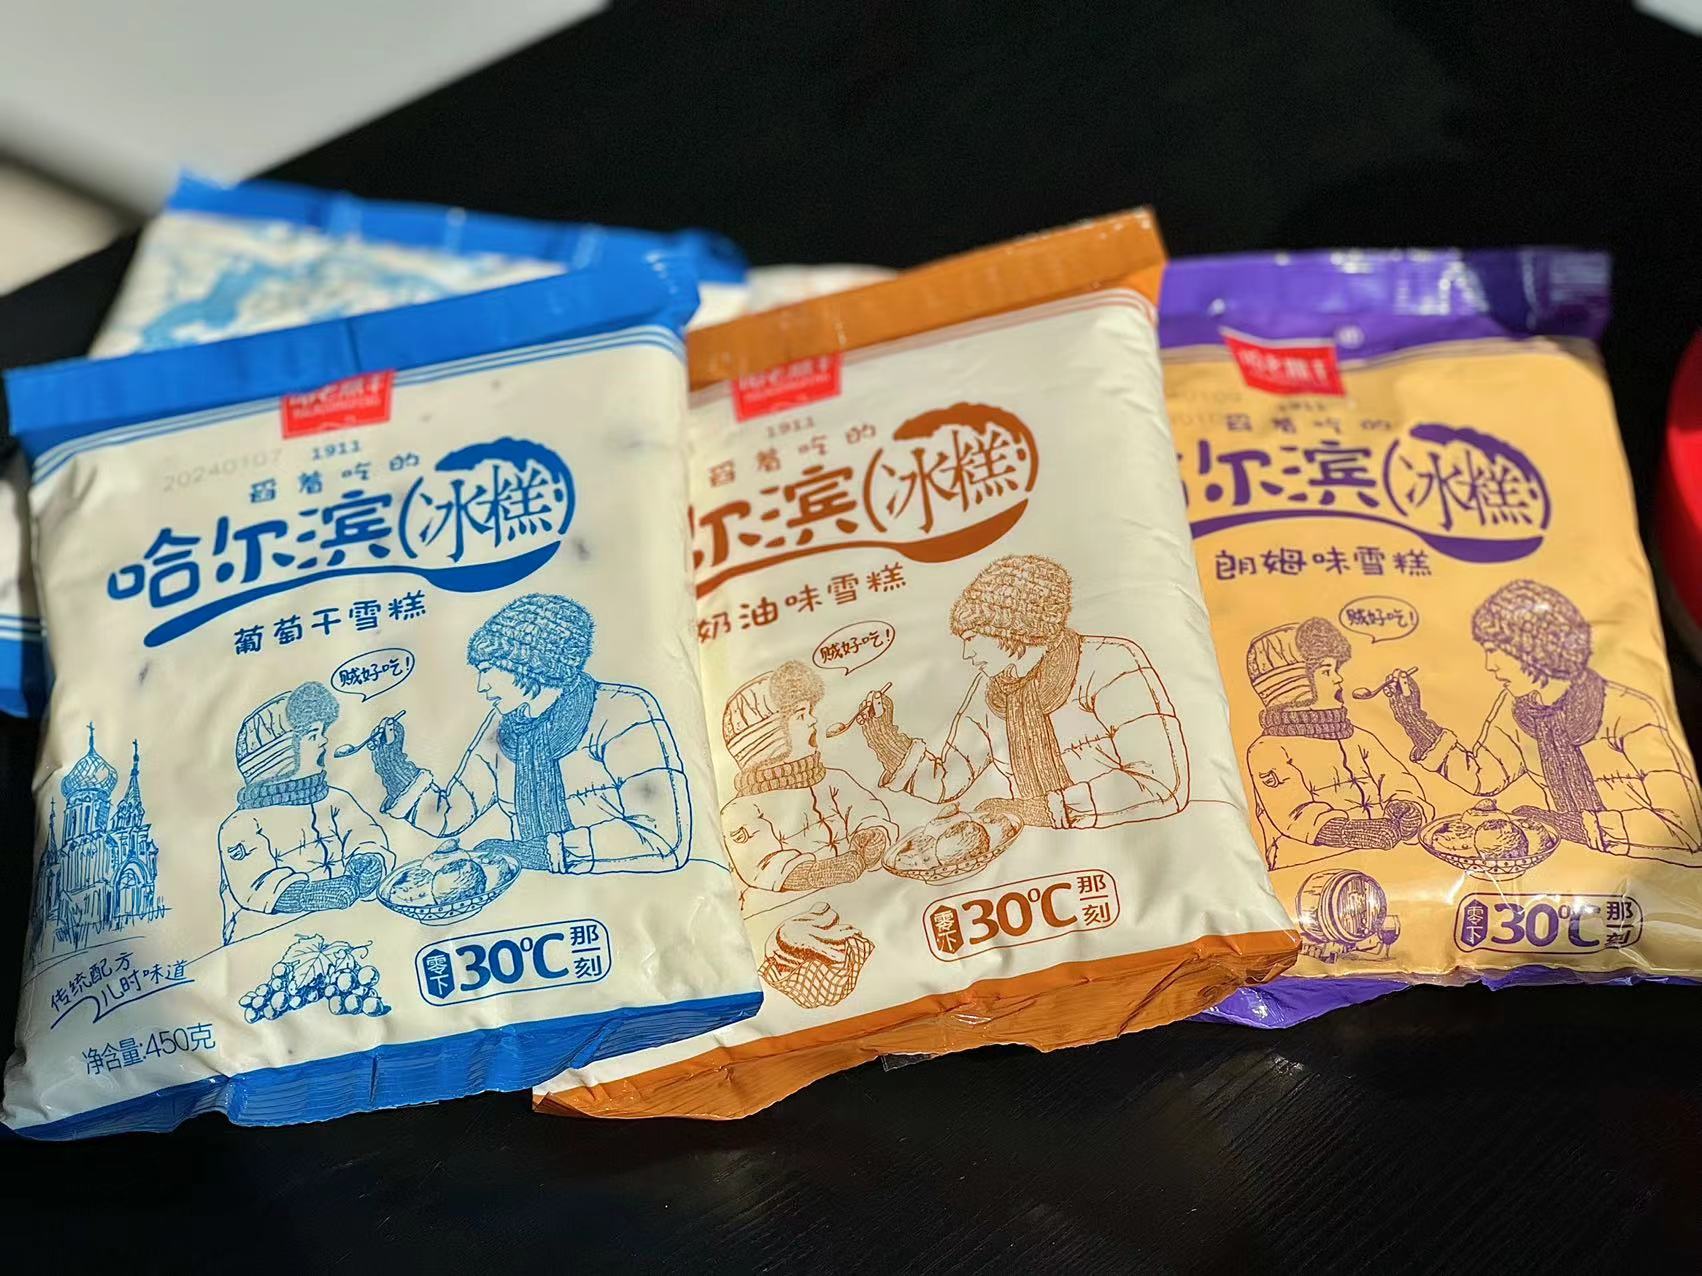 20240107
1911
舀着吃的
哈尔滨冰糕
葡萄干雪糕
贼好吃!
传统配方
儿时味道
零下30℃那刻
净含量:450克
1911
舀着吃的
尔滨冰糕
奶油味雪糕
贼好吃!
零下30℃那刻
1911
舀着吃的
尔滨冰糕
朗姆味雪糕
贼好吃!
零下30℃那刻